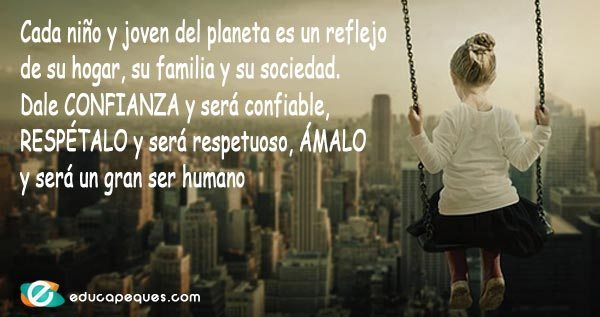 Cada niño y joven del planeta es un reflejo
de su hogar, su familia y su sociedad.
Dale CONFIANZA y será confiable,
RESPÉTALO y será respetuoso, ÁMALO
y será un gran ser humano
educapeques.com